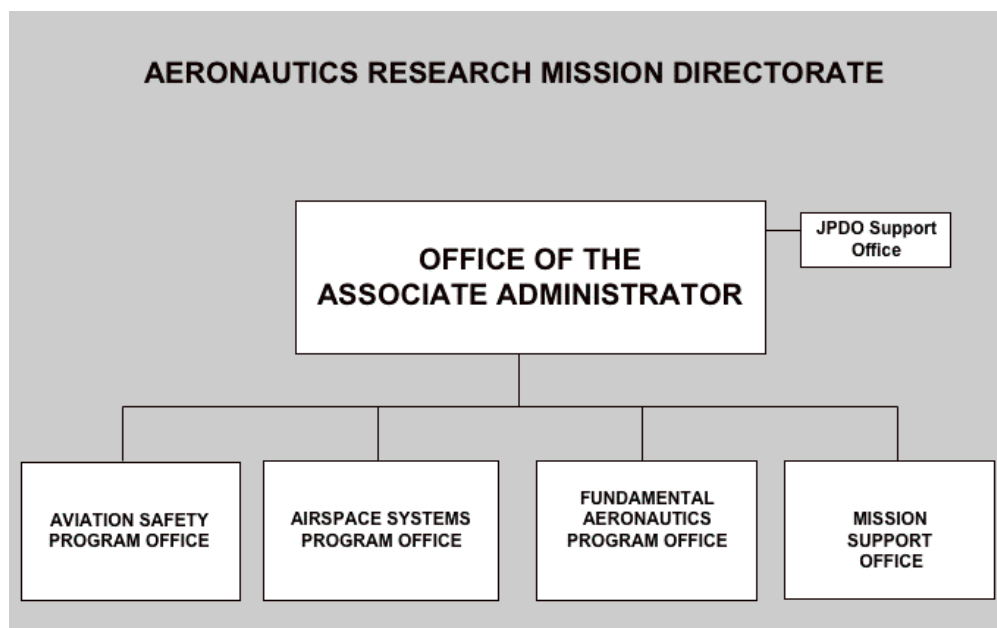 AERONAUTICS RESEARCH MISSION DIRECTORATE
JPDO Support
Office
OFFICE OF THE
ASSOCIATE ADMINISTRATOR
AVIATION SAFETY
PROGRAM OFFICE
AIRSPACE SYSTEMS
PROGRAM OFFICE
FUNDAMENTAL
AERONAUTICS
PROGRAM OFFICE
MISSION
SUPPORT
OFFICE